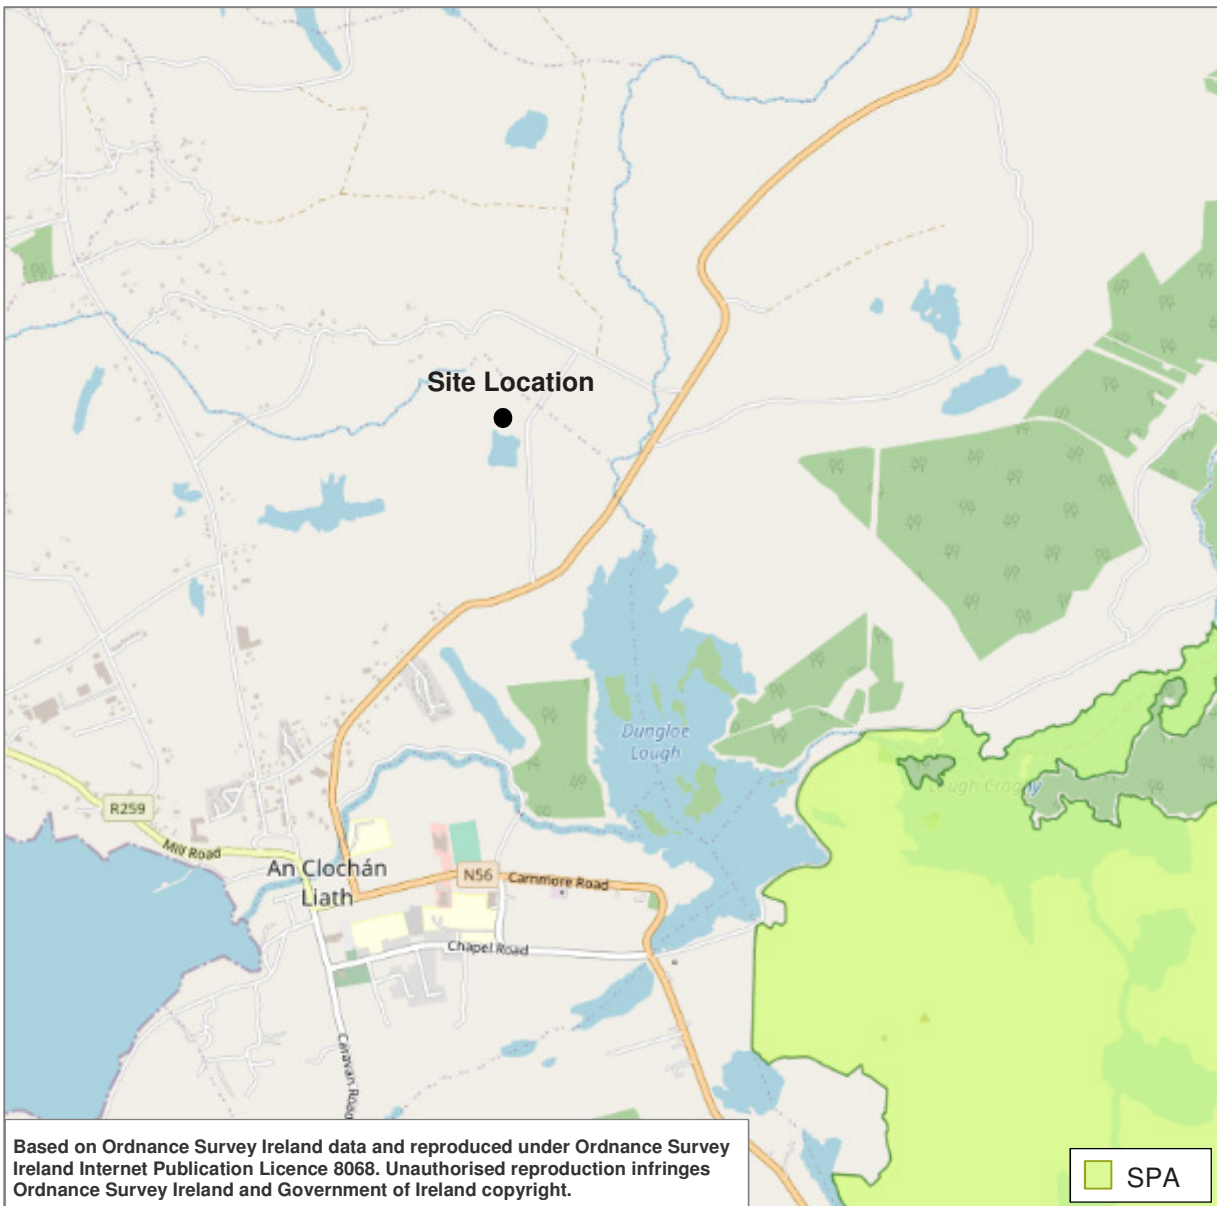 Site Location
Dungloe
Lough
Lough Craghy
R259
Mill Road
An Clochán
Liath
N56
Carnmore Road
Chapel Road
Caravan Road
Based on Ordnance Survey Ireland data and reproduced under Ordnance Survey
Ireland Internet Publication Licence 8068. Unauthorised reproduction infringes
Ordnance Survey Ireland and Government of Ireland copyright.
SPA